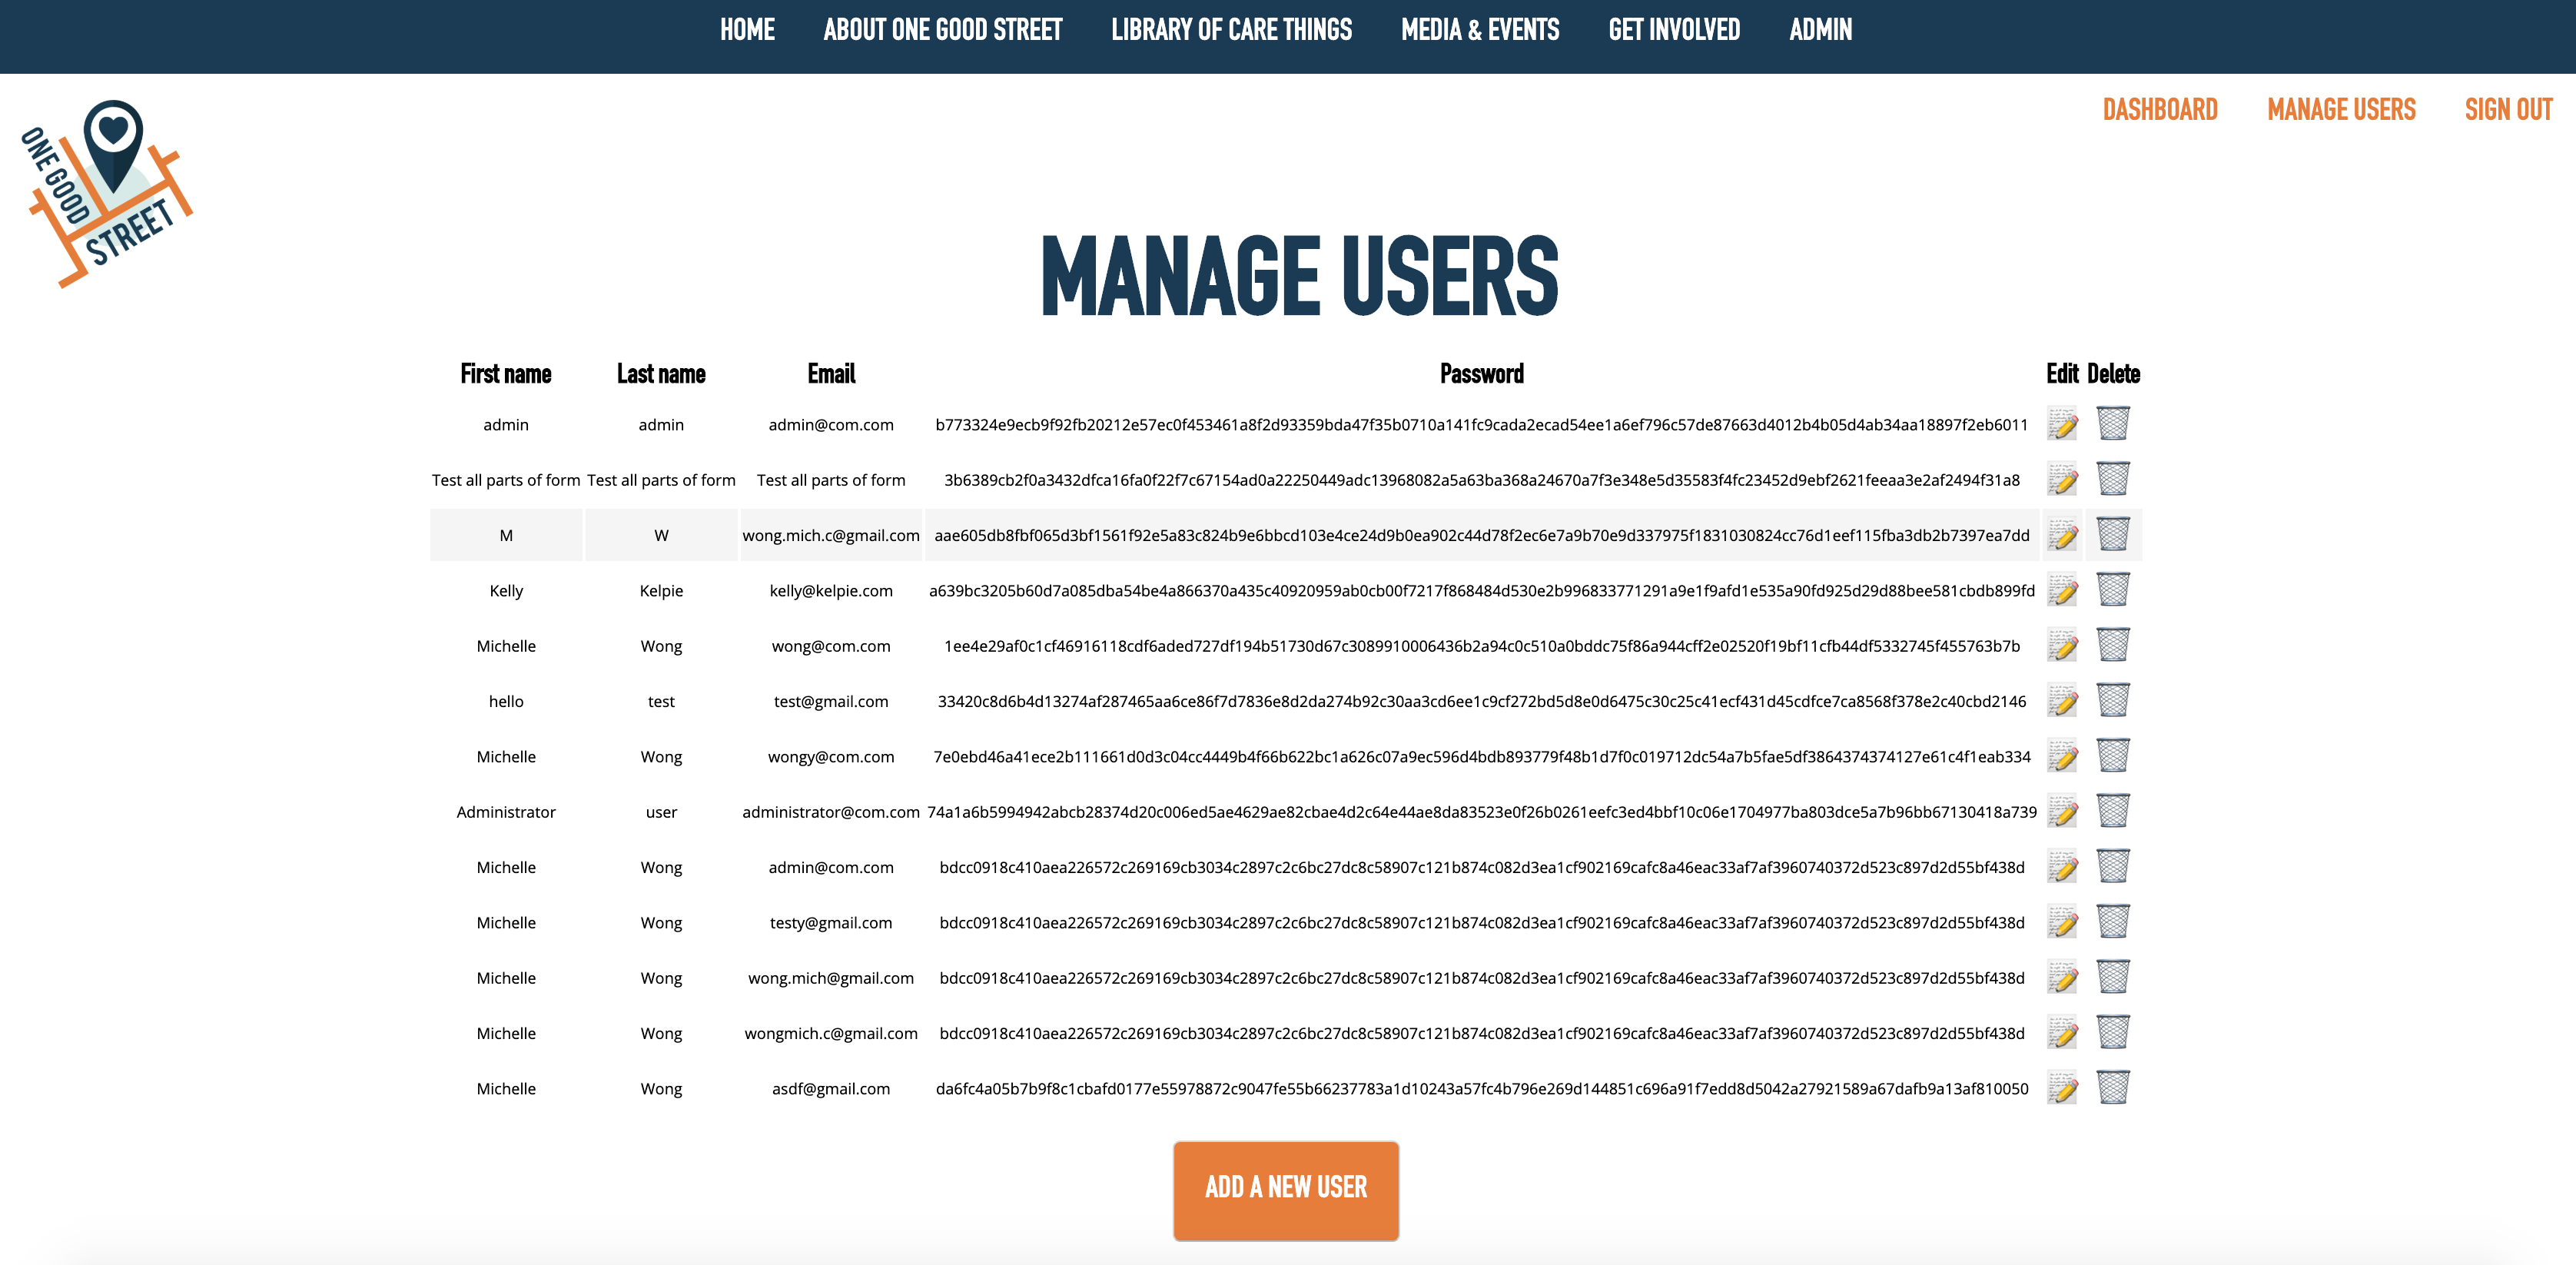 HOME ABOUT ONE GOOD STREET LIBRARY OF CARE THINGS MEDIA & EVENTS GET INVOLVED ADMIN
DASHBOARD MANAGE USERS SIGN OUT
ONE GOOD
STREET
MANAGE USERS
First name Last name Email Password Edit Delete
admin admin admin@com.com b773324e9ecb9f92fb20212e57ec0f453461a8f2d93359bda47f35b0710a141fc9cada2ecad54ee1a6ef796c57de87663d4012b4b05d4ab34aa18897f2eb6011
Test all parts of form Test all parts of form Test all parts of form 3b6389cb2f0a3432dfca16fa0f22f7c67154ad0a22250449adc13968082a5a63ba368a24670a7f3e348e5d35583f4fc23452d9ebf2621feeaa3e2af2494f31a8
M W wong.mich.c@gmail.com aae605db8fbf065d3bf1561f92e5a83c824b9e6bbcd103e4ce24d9b0ea902c44d78f2ec6e7a9b70e9d337975f1831030824cc76d1eef115fba3db2b7397ea7dd
Kelly Kelpie kelly@kelpie.com a639bc3205b60d7a085dba54be4a866370a435c40920959ab0cb00f7217f868484d530e2b996833771291a9e1f9afd1e535a90fd925d29d88bee581cbdb899fd
Michelle Wong wong@com.com 1ee4e29af0c1cf46916118cdf6aded727df194b51730d67c3089910006436b2a94c0c510a0bddc75f86a944cff2e02520f19bf11cfb44df5332745f455763b7b
hello test test@gmail.com 33420c8d6b4d13274af287465aa6ce86f7d7836e8d2da274b92c30aa3cd6ee1c9cf272bd5d8e0d6475c30c25c41ecf431d45cdfce7ca8568f378e2c40cbd2146
Michelle Wong wongy@com.com 7e0ebd46a41ece2b111661d0d3c04cc4449b4f66b622bc1a626c07a9ec596d4bdb893779f48b1d7f0c019712dc54a7b5fae5df3864374374127e61c4f1eab334
Administrator user administrator@com.com 74a1a6b5994942abcb28374d20c006ed5ae4629ae82cbae4d2c64e44ae8da83523e0f26b0261eefc3ed4bbf10c06e1704977ba803dce5a7b96bb67130418a739
Michelle Wong admin@com.com bdcc0918c410aea226572c269169cb3034c2897c2c6bc27dc8c58907c121b874c082d3ea1cf902169cafc8a46eac33af7af3960740372d523c897d2d55bf438d
Michelle Wong testy@gmail.com bdcc0918c410aea226572c269169cb3034c2897c2c6bc27dc8c58907c121b874c082d3ea1cf902169cafc8a46eac33af7af3960740372d523c897d2d55bf438d
Michelle Wong wong.mich@gmail.com bdcc0918c410aea226572c269169cb3034c2897c2c6bc27dc8c58907c121b874c082d3ea1cf902169cafc8a46eac33af7af3960740372d523c897d2d55bf438d
Michelle Wong wongmich.c@gmail.com bdcc0918c410aea226572c269169cb3034c2897c2c6bc27dc8c58907c121b874c082d3ea1cf902169cafc8a46eac33af7af3960740372d523c897d2d55bf438d
Michelle Wong asdf@gmail.com da6fc4a05b7b9f8c1cbafd0177e55978872c9047fe55b66237783a1d10243a57fc4b796e269d144851c696a91f7edd8d5042a27921589a67dafb9a13af810050
ADD A NEW USER